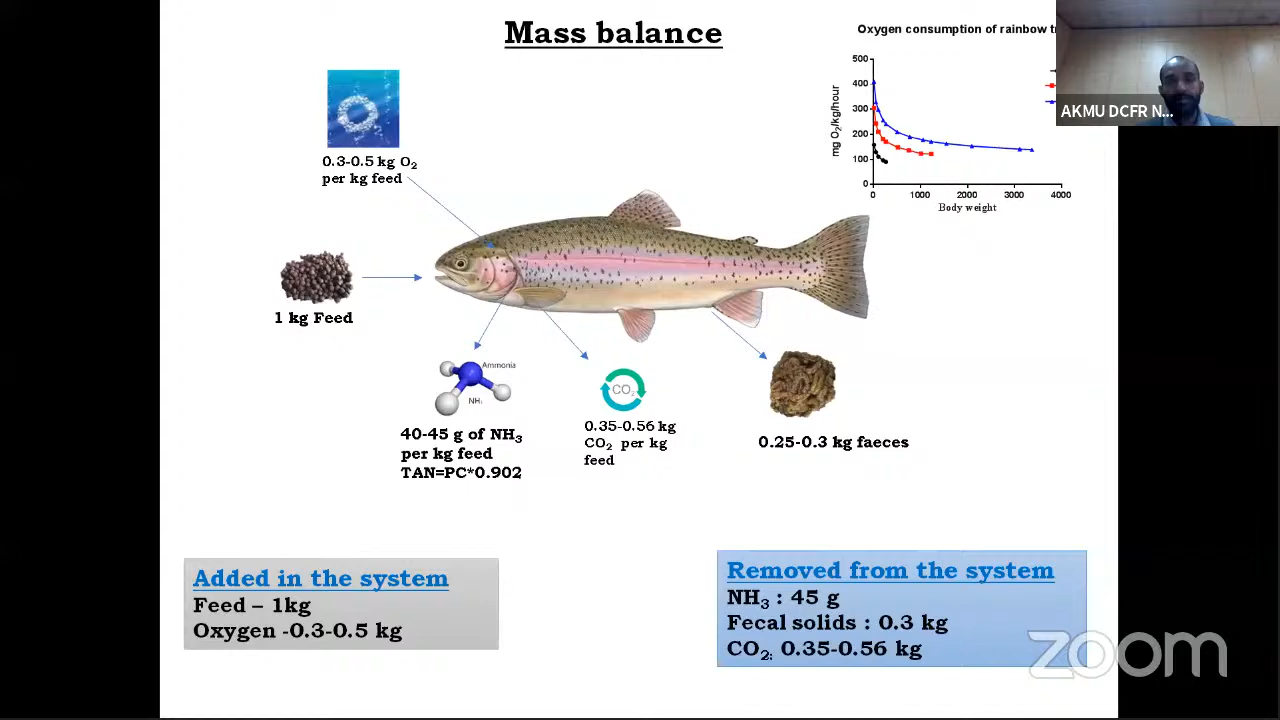 Mass balance
Oxygen consumption of rainbow
AKMU DCFR N...
500
400
300
200
100
0
mg O₂/kg/hour
0 1000 2000 3000 4000
Body weight
0.3-0.5 kg O₂
per kg feed
1 kg Feed
Ammonia
NH₃
40-45 g of NH₃
per kg feed
TAN=PC*0.902
CO₂
0.35-0.56 kg
CO₂ per kg
feed
0.25-0.3 kg faeces
Added in the system
Feed – 1kg
Oxygen -0.3-0.5 kg
Removed from the system
NH₃ : 45 g
Fecal solids : 0.3 kg
CO₂: 0.35-0.56 kg
zoom